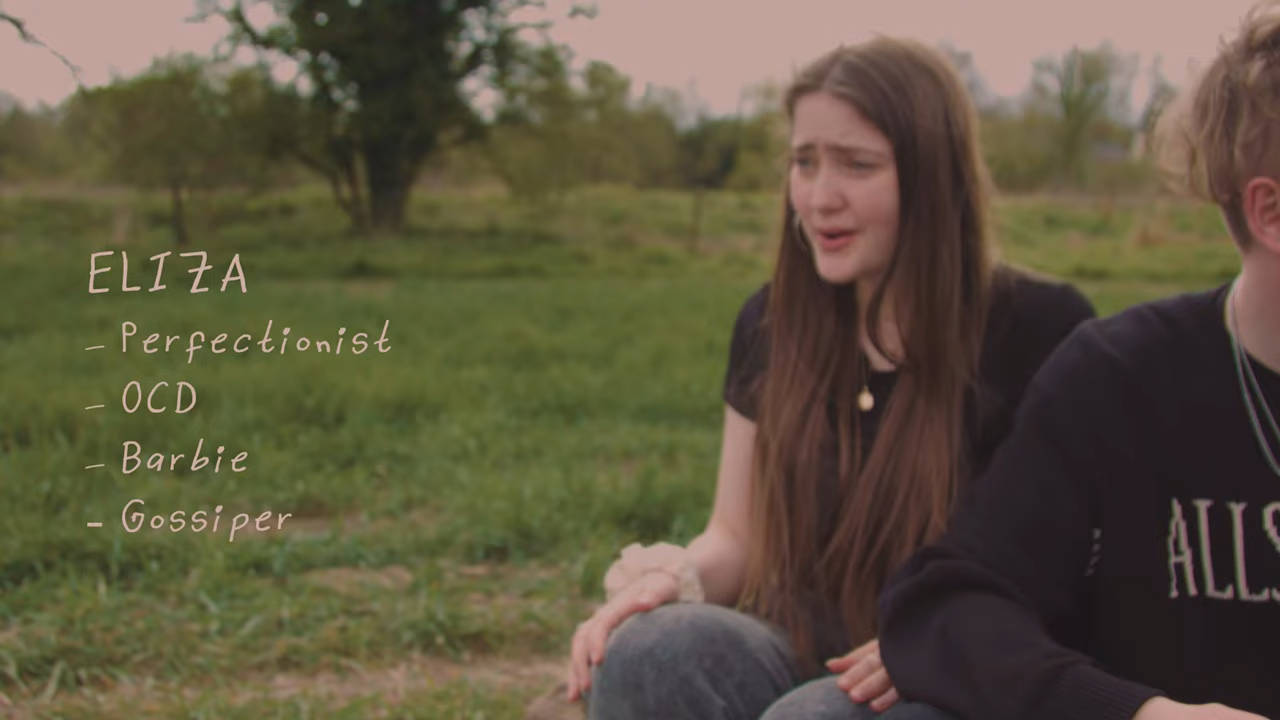 ELIZA
- Perfectionist
- OCD
- Barbie
- Gossiper
ALLS